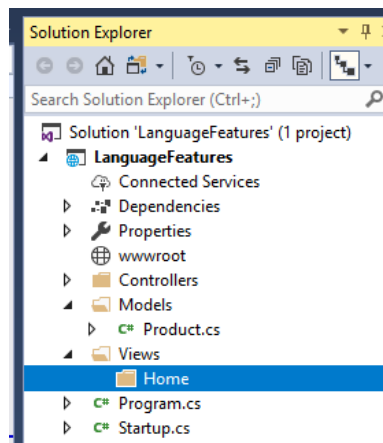 Solution Explorer
Search Solution Explorer (Ctrl+;)
Solution 'LanguageFeatures' (1 project)
LanguageFeatures
Connected Services
Dependencies
Properties
wwwroot
Controllers
Models
C# Product.cs
Views
Home
C# Program.cs
C# Startup.cs